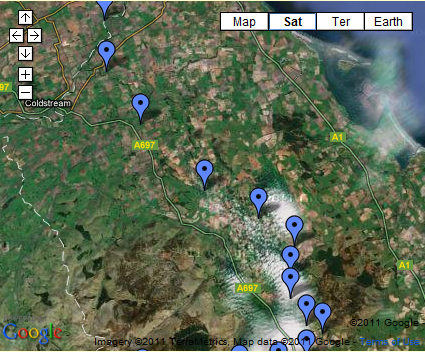 Map Sat Ter Earth
97
Coldstream
A1
A697
A697
A1
©2011 Google -
Google
Imagery ©2011 TerraMetrics, Map data ©2011 Google - Terms of Use